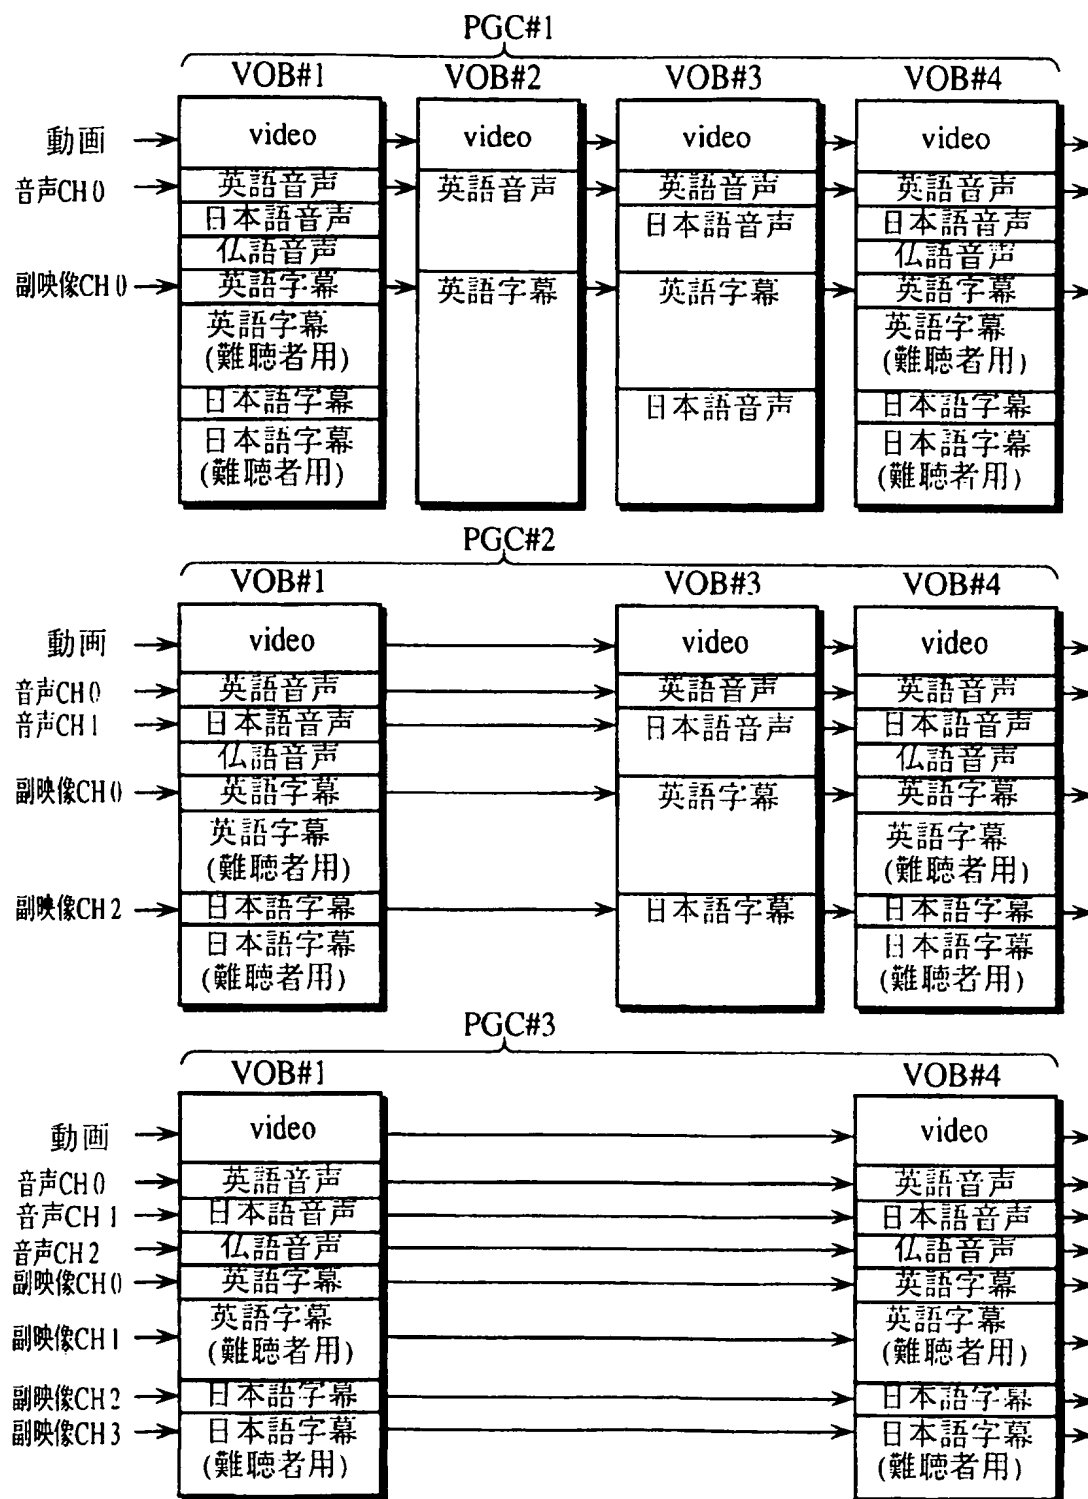 PGC#1
VOB#1 VOB#2 VOB#3 VOB#4
動画 video video video video
音声CH0 英語音声 英語音声 英語音声 英語音声
日本語音声 日本語音声 日本語音声
仏語音声 仏語音声
副映像CH0 英語字幕 英語字幕 英語字幕 英語字幕
英語字幕 英語字幕
(難聴者用) (難聴者用)
日本語字幕 日本語音声 日本語字幕
日本語字幕 日本語字幕
(難聴者用) (難聴者用)
PGC#2
VOB#1 VOB#3 VOB#4
動画 video video video
音声CH0 英語音声 英語音声 英語音声
音声CH1 日本語音声 日本語音声 日本語音声
仏語音声 仏語音声
副映像CH0 英語字幕 英語字幕 英語字幕
英語字幕 英語字幕
(難聴者用) (難聴者用)
副映像CH2 日本語字幕 日本語字幕 日本語字幕
日本語字幕 日本語字幕
(難聴者用) (難聴者用)
PGC#3
VOB#1 VOB#4
動画 video video
音声CH0 英語音声 英語音声
音声CH1 日本語音声 日本語音声
音声CH2 仏語音声 仏語音声
副映像CH0 英語字幕 英語字幕
英語字幕 英語字幕
副映像CH1 (難聴者用) (難聴者用)
副映像CH2 日本語字幕 日本語字幕
副映像CH3 日本語字幕 日本語字幕
(難聴者用) (難聴者用)